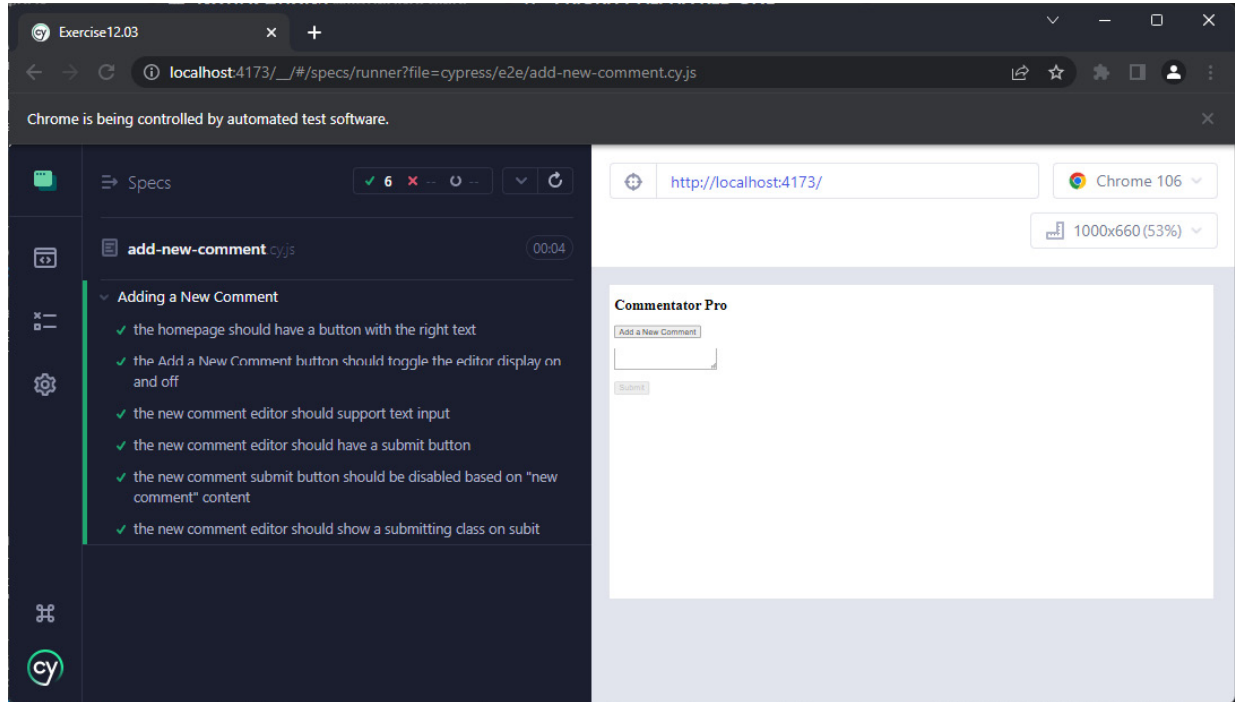 Exercise12.03
localhost:4173/__/#/specs/runner?file=cypress/e2e/add-new-comment.cy.js
Chrome is being controlled by automated test software.
Specs
6 -- --
http://localhost:4173/
Chrome 106
1000x660 (53%)
add-new-comment.cy.js
00:04
Adding a New Comment
the homepage should have a button with the right text
the Add a New Comment button should toggle the editor display on
and off
the new comment editor should support text input
the new comment editor should have a submit button
the new comment submit button should be disabled based on "new
comment" content
the new comment editor should show a submitting class on subit
Commentator Pro
Add a New Comment
Submit
cy